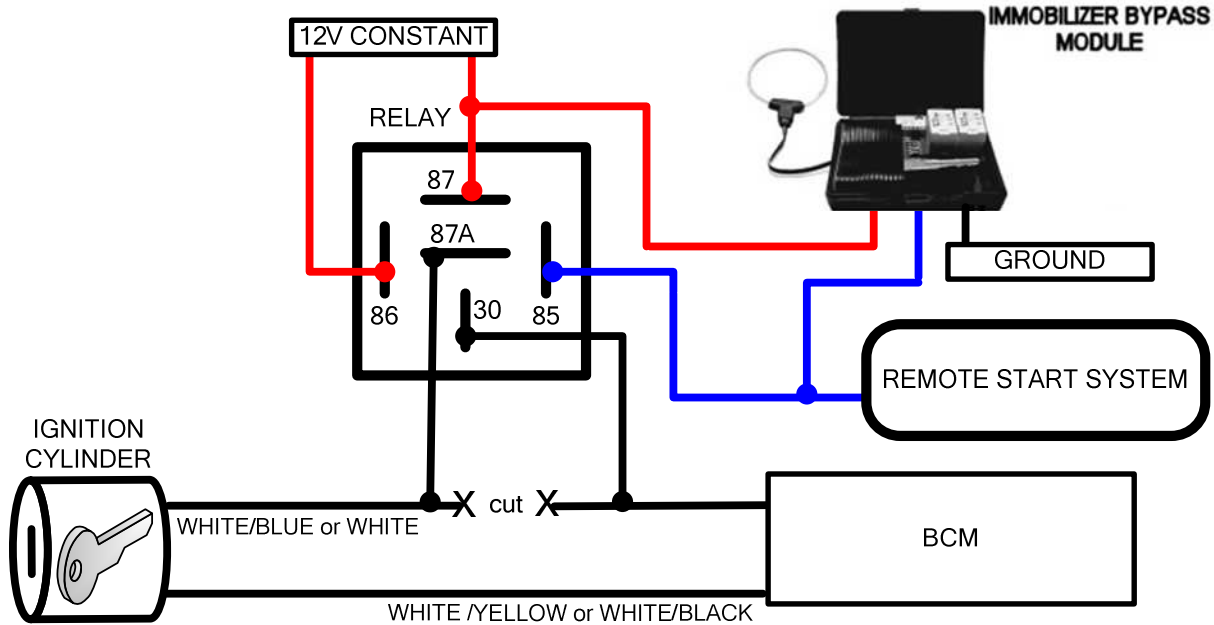 IMMOBILIZER BYPASS
MODULE
12V CONSTANT
RELAY
87
87A
86
30
85
GROUND
REMOTE START SYSTEM
IGNITION
CYLINDER
X cut X
WHITE/BLUE or WHITE
BCM
WHITE /YELLOW or WHITE/BLACK